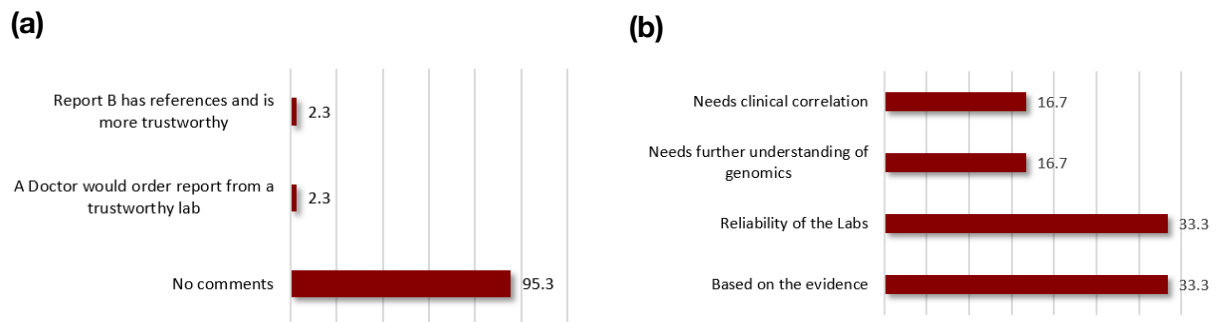 (a)
Report B has references and is
more trustworthy
2.3
A Doctor would order report from a
trustworthy lab
2.3
No comments
95.3
(b)
Needs clinical correlation
16.7
Needs further understanding of
genomics
16.7
Reliability of the Labs
33.3
Based on the evidence
33.3